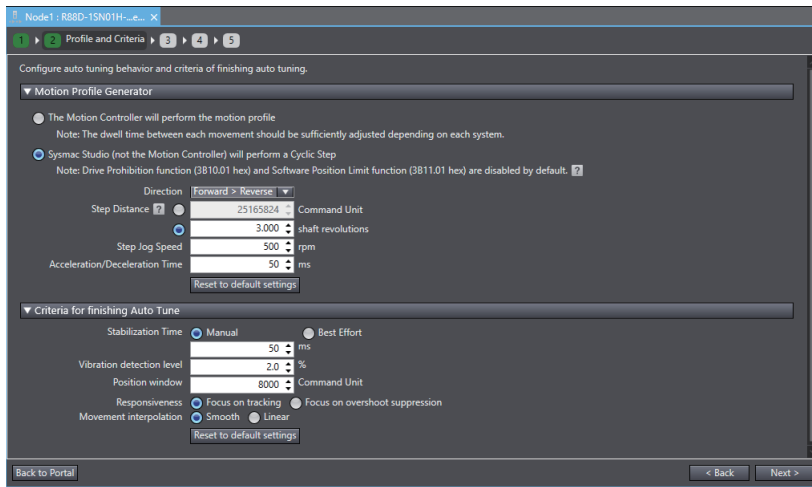 Node1 : R88D-1SN01H-...e... ×
1 2 Profile and Criteria 3 4 5
Configure auto tuning behavior and criteria of finishing auto tuning.
Motion Profile Generator
The Motion Controller will perform the motion profile
Note: The dwell time between each movement should be sufficiently adjusted depending on each system.
Sysmac Studio (not the Motion Controller) will perform a Cyclic Step
Note: Drive Prohibition function (3B10.01 hex) and Software Position Limit function (3B11.01 hex) are disabled by default. ?
Direction Forward > Reverse
Step Distance ? 25165824 Command Unit
3.000 shaft revolutions
Step Jog Speed 500 rpm
Acceleration/Deceleration Time 50 ms
Reset to default settings
Criteria for finishing Auto Tune
Stabilization Time Manual Best Effort
50 ms
Vibration detection level 2.0 %
Position window 8000 Command Unit
Responsiveness Focus on tracking Focus on overshoot suppression
Movement interpolation Smooth Linear
Reset to default settings
Back to Portal < Back Next >